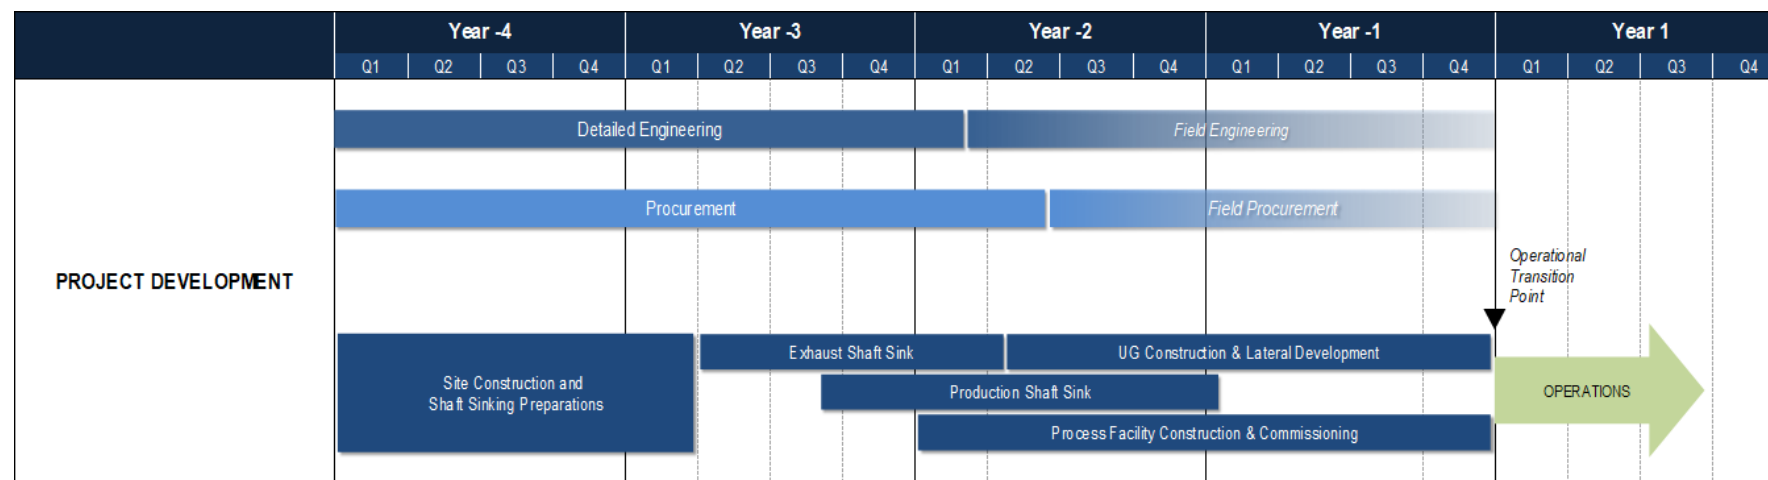 Year -4 Year -3 Year -2 Year -1 Year 1
Q1 Q2 Q3 Q4 Q1 Q2 Q3 Q4 Q1 Q2 Q3 Q4 Q1 Q2 Q3 Q4 Q1 Q2 Q3 Q4
Detailed Engineering Field Engineering
Procurement Field Procurement
Operational
Transition
Point
PROJECT DEVELOPMENT
Exhaust Shaft Sink UG Construction & Lateral Development
Site Construction and
Shaft Sinking Preparations
Production Shaft Sink
OPERATIONS
Process Facility Construction & Commissioning